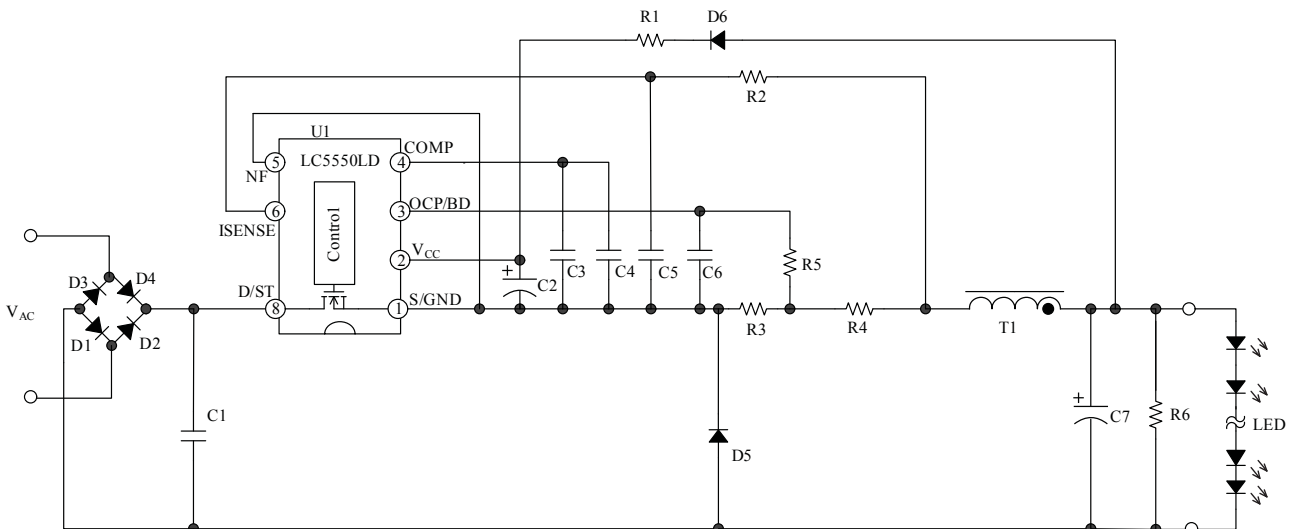 R1
D6
R2
U1
LC5550LD
COMP
5
4
NF
6
3
OCP/BD
ISENSE
Control
VCC
2
D3
D4
D/ST
8
1
S/GND
VAC
D1
D2
C2
C3
C4
C5
C6
R5
R3
R4
T1
C1
D5
C7
R6
LED